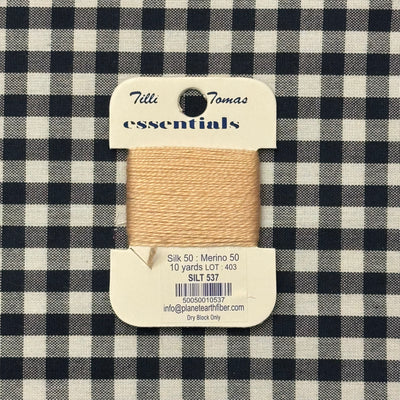 Tilli Tomas
essentials
Silk 50 : Merino 50
10 yards LOT : 403
SILT 537
50050010537
info@planetearthfiber.com
Dry Block Only